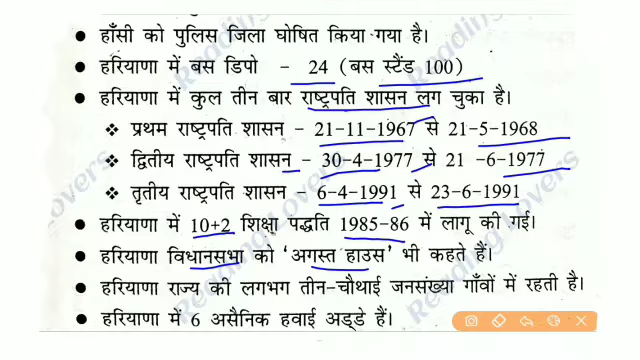 • हाँसी को पुलिस जिला घोषित किया गया है।
• हरियाणा में बस डिपो - 24 (बस स्टैंड 100)
• हरियाणा में कुल तीन बार राष्ट्रपति शासन लग चुका है।
❖ प्रथम राष्ट्रपति शासन - 21-11-1967 से 21-5-1968
❖ द्वितीय राष्ट्रपति शासन - 30-4-1977 से 21 -6-1977
❖ तृतीय राष्ट्रपति शासन - 6-4-1991 से 23-6-1991
• हरियाणा में 10+2 शिक्षा पद्धति 1985-86 में लागू की गई।
• हरियाणा विधानसभा को 'अगस्त हाउस' भी कहते हैं।
• हरियाणा राज्य की लगभग तीन-चौथाई जनसंख्या गाँवों में रहती है।
• हरियाणा में 6 असैनिक हवाई अड्डे हैं।
Reading Lovers